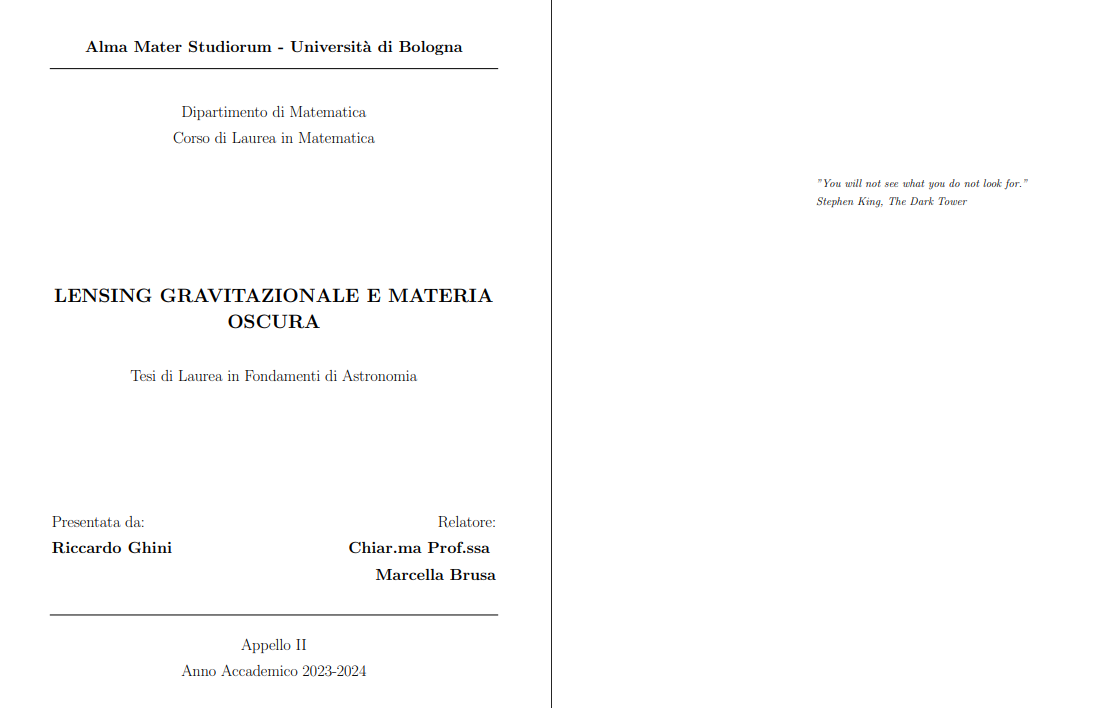 Alma Mater Studiorum - Università di Bologna
Dipartimento di Matematica
Corso di Laurea in Matematica
LENSING GRAVITAZIONALE E MATERIA
OSCURA
Tesi di Laurea in Fondamenti di Astronomia
Presentata da:
Riccardo Ghini
Relatore:
Chiar.ma Prof.ssa
Marcella Brusa
Appello II
Anno Accademico 2023-2024
"You will not see what you do not look for."
Stephen King, The Dark Tower